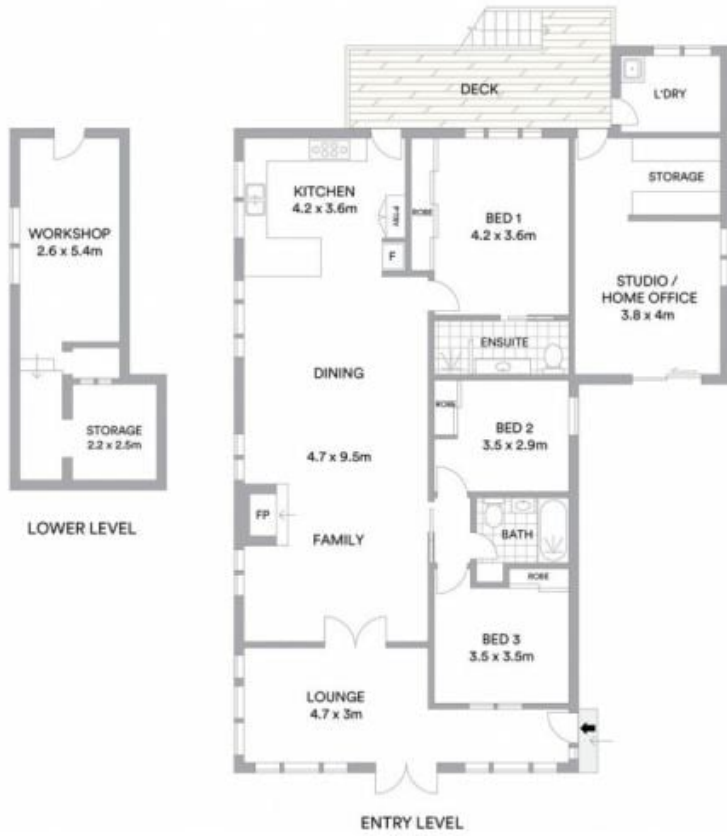 DECK
L'DRY
KITCHEN
4.2 x 3.6m
P'TRY
F
ROBE
BED 1
4.2 x 3.6m
STORAGE
STUDIO /
HOME OFFICE
3.8 x 4m
WORKSHOP
2.6 x 5.4m
ENSUITE
DINING
STORAGE
2.2 x 2.5m
ROBE
BED 2
3.5 x 2.9m
4.7 x 9.5m
FP
FAMILY
BATH
LOWER LEVEL
ROBE
BED 3
3.5 x 3.5m
LOUNGE
4.7 x 3m
ENTRY LEVEL